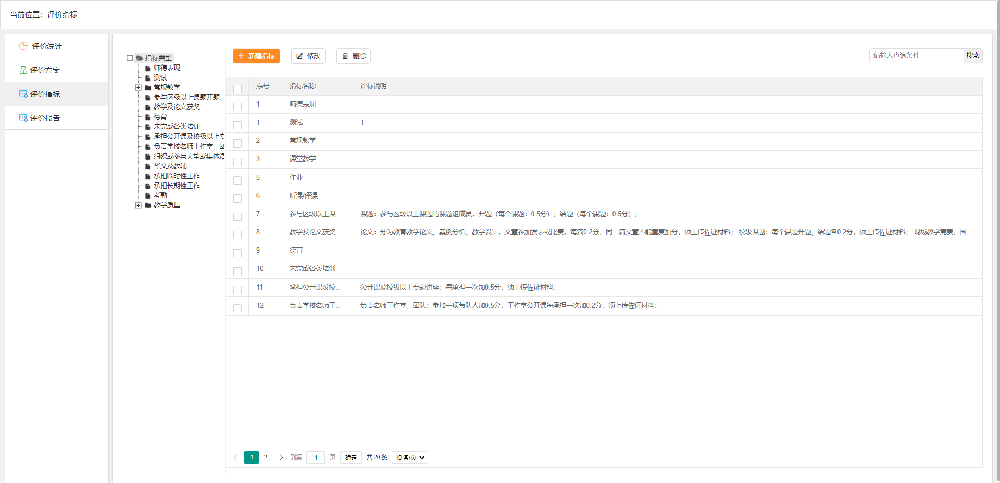 当前位置：评价指标
评价统计
评价方案
评价指标
评价报告
指标类型
师德表现
测试
常规教学
参与区级以上课题开题、
教学及论文获奖
德育
未完成各类培训
承担公开课及校级以上专
负责学校名师工作室、团
组织或参与大型或集体活
华文及教辅
承担临时性工作
承担长期性工作
考勤
教学质量
新建指标 修改 删除 请输入查询条件 搜索
序号 指标名称 评标说明
1 师德表现
1 测试 1
2 常规教学
3 课堂教学
5 作业
6 听课/评课
7 参与区级以上课... 课题：参与区级以上课题的课题组成员，开题（每个课题：0.5分），结题（每个课题：0.5分）；
8 教学及论文获奖 论文：分为教育教学论文、案例分析、教学设计，文章参加发表或比赛，每篇0.2分，同一篇文章不能重复加分，须上传佐证材料； 校级课题：每个课题开题、结题各0.2分，须上传佐证材料； 现场教学竞赛，国...
9 德育
10 未完成各类培训
11 承担公开课及校... 公开课及校级以上专题讲座：每承担一次加0.5分，须上传佐证材料；
12 负责学校名师工... 负责名师工作室、团队：参加一项带队人加0.5分，工作室公开课每承担一次加0.2分，须上传佐证材料；
1 2 到第 1 页 确定 共 20 条 10 条/页